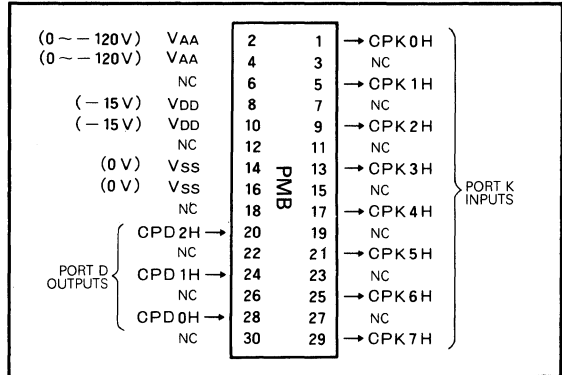 (0 ~ - 120V) VAA 2 1 → CPK0H
(0 ~ - 120V) VAA 4 3 NC
NC 6 5 → CPK1H
(- 15V) VDD 8 7 NC
(- 15V) VDD 10 9 → CPK2H
NC 12 11 NC
(0V) VSS 14 13 → CPK3H
(0V) VSS 16 15 NC
NC 18 17 → CPK4H
CPD2H → 20 19 NC
NC 22 21 → CPK5H
CPD1H → 24 23 NC
NC 26 25 → CPK6H
CPD0H → 28 27 NC
NC 30 29 → CPK7H
PMB
PORT K
INPUTS
PORT D
OUTPUTS